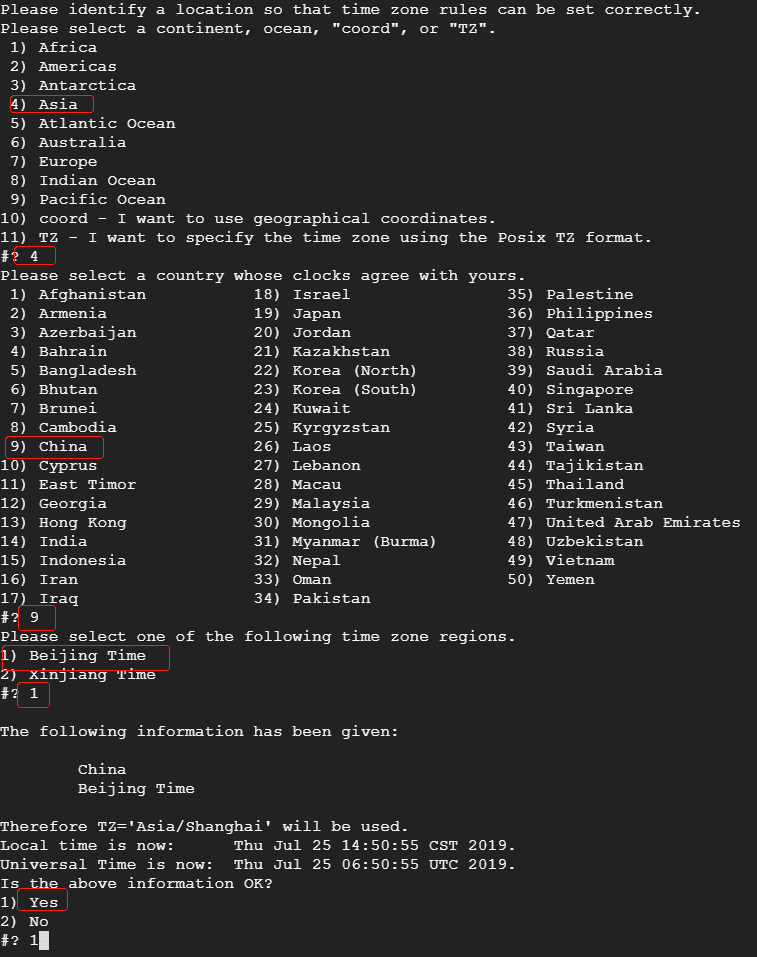 Please identify a location so that time zone rules can be set correctly.
Please select a continent, ocean, "coord", or "TZ".
 1) Africa
 2) Americas
 3) Antarctica
 4) Asia
 5) Atlantic Ocean
 6) Australia
 7) Europe
 8) Indian Ocean
 9) Pacific Ocean
10) coord - I want to use geographical coordinates.
11) TZ - I want to specify the time zone using the Posix TZ format.
#? 4
Please select a country whose clocks agree with yours.
 1) Afghanistan           18) Israel                35) Palestine
 2) Armenia               19) Japan                 36) Philippines
 3) Azerbaijan            20) Jordan                37) Qatar
 4) Bahrain               21) Kazakhstan            38) Russia
 5) Bangladesh            22) Korea (North)         39) Saudi Arabia
 6) Bhutan                23) Korea (South)         40) Singapore
 7) Brunei                24) Kuwait                41) Sri Lanka
 8) Cambodia              25) Kyrgyzstan            42) Syria
 9) China                 26) Laos                  43) Taiwan
10) Cyprus                27) Lebanon               44) Tajikistan
11) East Timor            28) Macau                 45) Thailand
12) Georgia               29) Malaysia              46) Turkmenistan
13) Hong Kong             30) Mongolia              47) United Arab Emirates
14) India                 31) Myanmar (Burma)       48) Uzbekistan
15) Indonesia             32) Nepal                 49) Vietnam
16) Iran                  33) Oman                  50) Yemen
17) Iraq                  34) Pakistan
#? 9
Please select one of the following time zone regions.
1) Beijing Time
2) Xinjiang Time
#? 1

The following information has been given:

        China
        Beijing Time

Therefore TZ='Asia/Shanghai' will be used.
Local time is now:      Thu Jul 25 14:50:55 CST 2019.
Universal Time is now:  Thu Jul 25 06:50:55 UTC 2019.
Is the above information OK?
1) Yes
2) No
#? 1